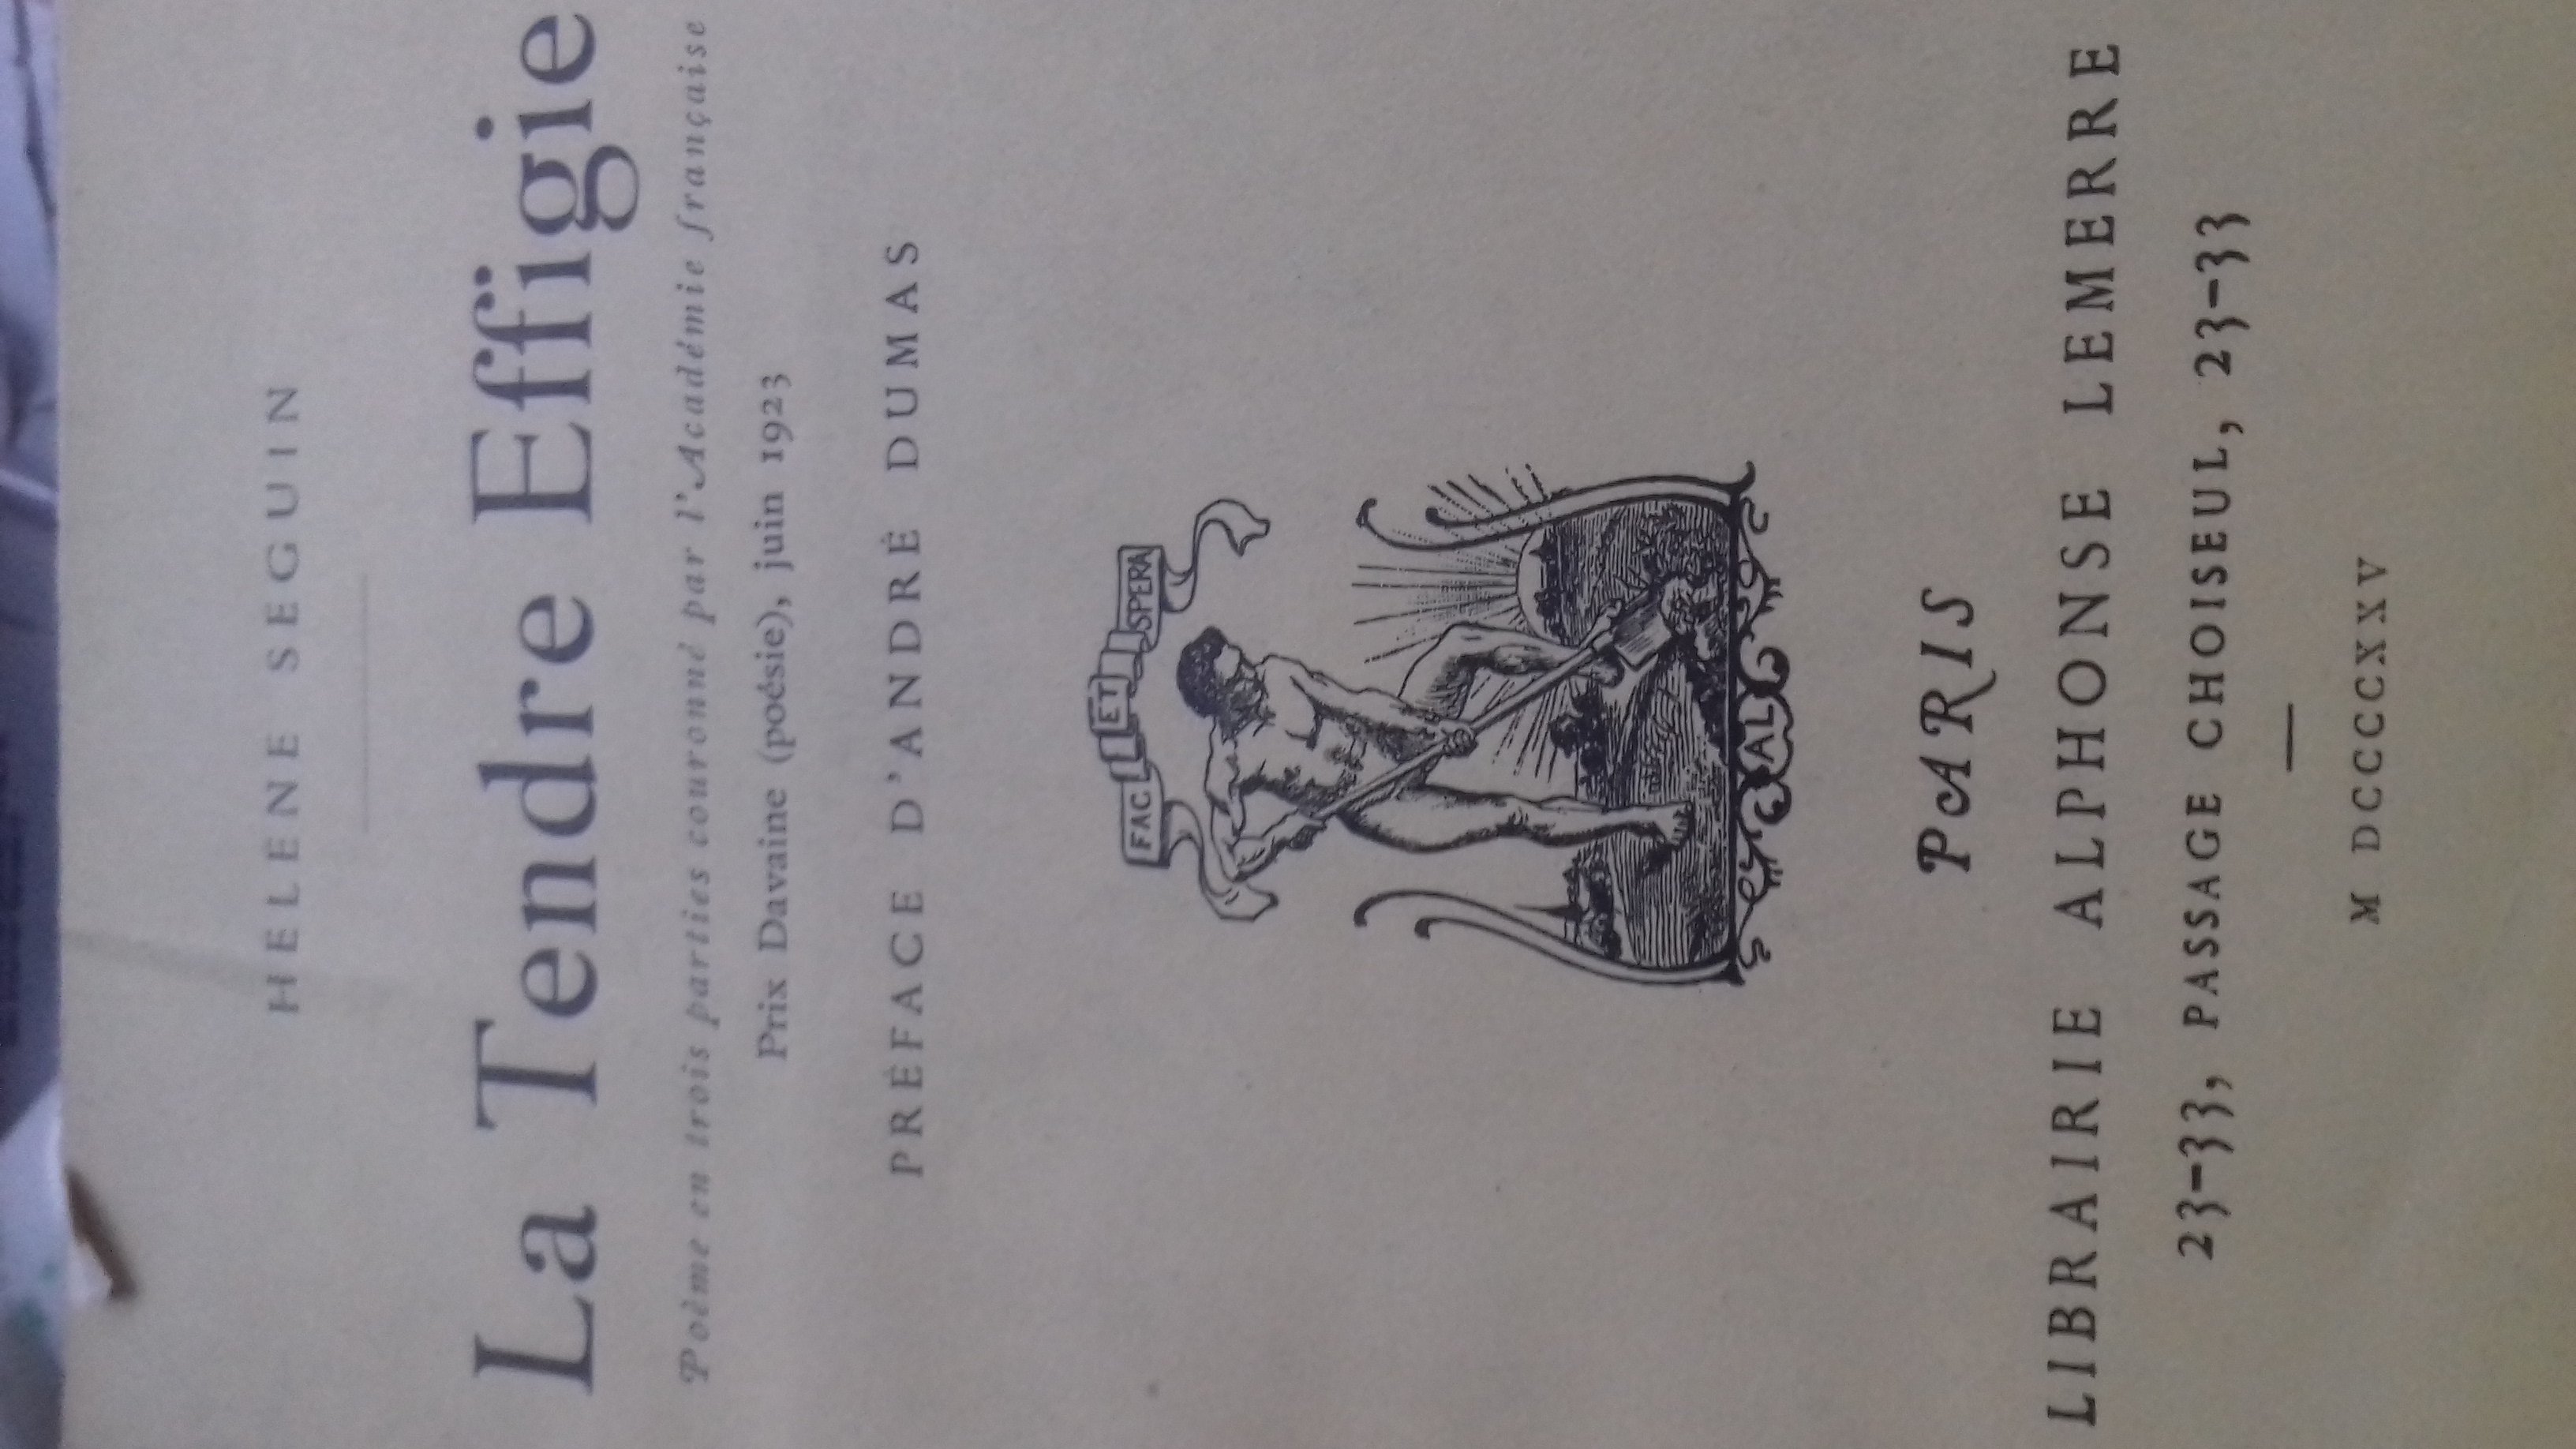 HELENE SEGUIN
La Tendre Effigie
Poème en trois parties couronné par l'Académie française
Prix Davaine (poésie), juin 1923
PRÉFACE D'ANDRÉ DUMAS
FAC ET SPERA
AL
PARIS
LIBRAIRIE ALPHONSE LEMERRE
23-33, PASSAGE CHOISEUL, 23-33
M DCCCCXXV